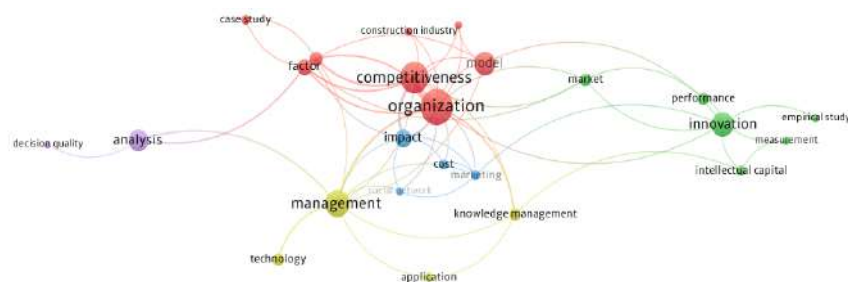 case study
construction industry
factor
model
competitiveness
market
organization
performance
empirical study
innovation
decision quality
analysis
impact
measurement
cost
marketing
intellectual capital
social network
management
knowledge management
technology
application